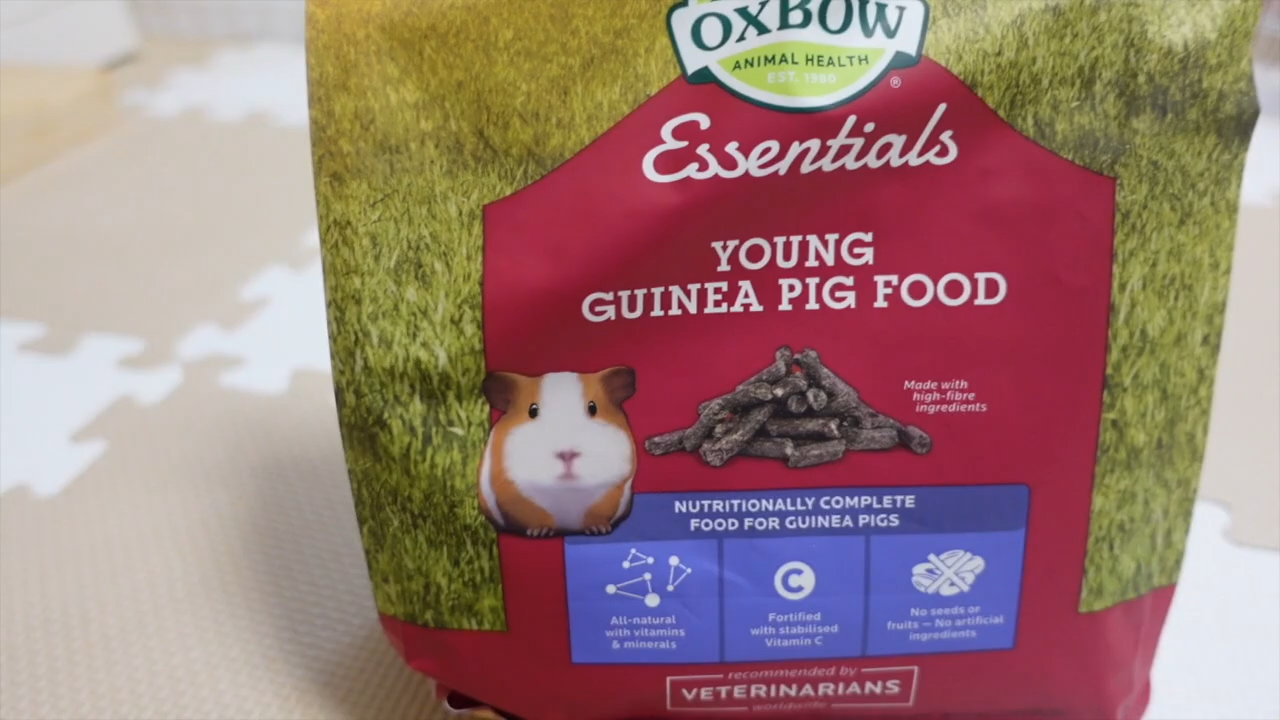 OXBOW
ANIMAL HEALTH
EST. 1980
®
Essentials
YOUNG
GUINEA PIG FOOD
Made with
high-fibre
ingredients
NUTRITIONALLY COMPLETE
FOOD FOR GUINEA PIGS
All-natural
with vitamins
& minerals
C
Fortified
with stabilised
Vitamin C
No seeds or
fruits — No artificial
ingredients
recommended by
VETERINARIANS
worldwide